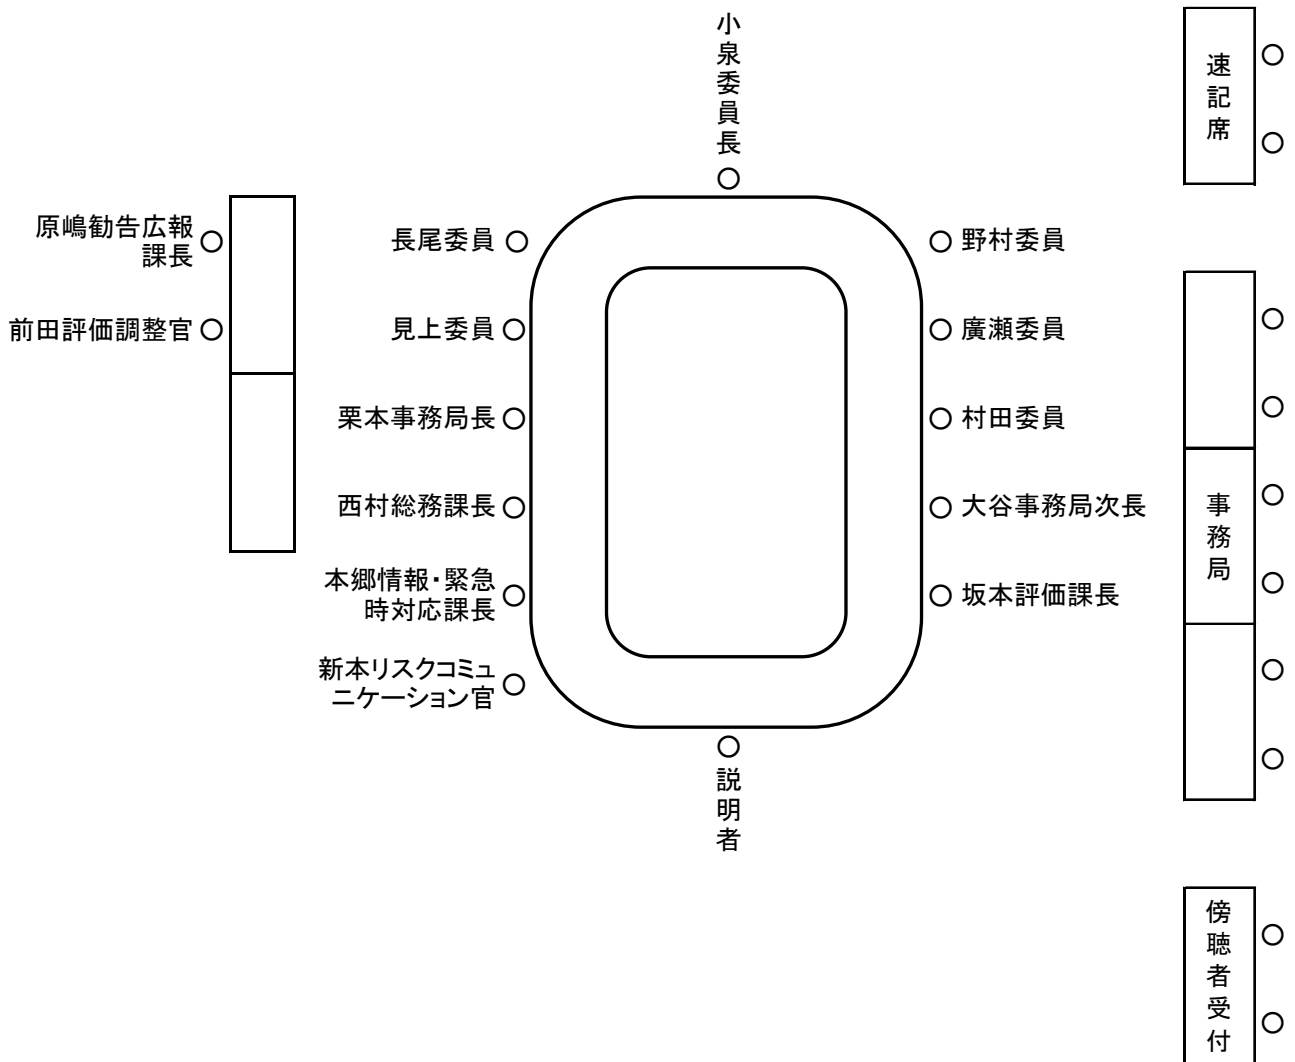 小泉委員長
速記席
原嶋勧告広報
課長
前田評価調整官
長尾委員
見上委員
栗本事務局長
西村総務課長
本郷情報・緊急
時対応課長
新本リスクコミュ
ニケーション官
野村委員
廣瀬委員
村田委員
大谷事務局次長
坂本評価課長
説明者
事務局
傍聴者受付